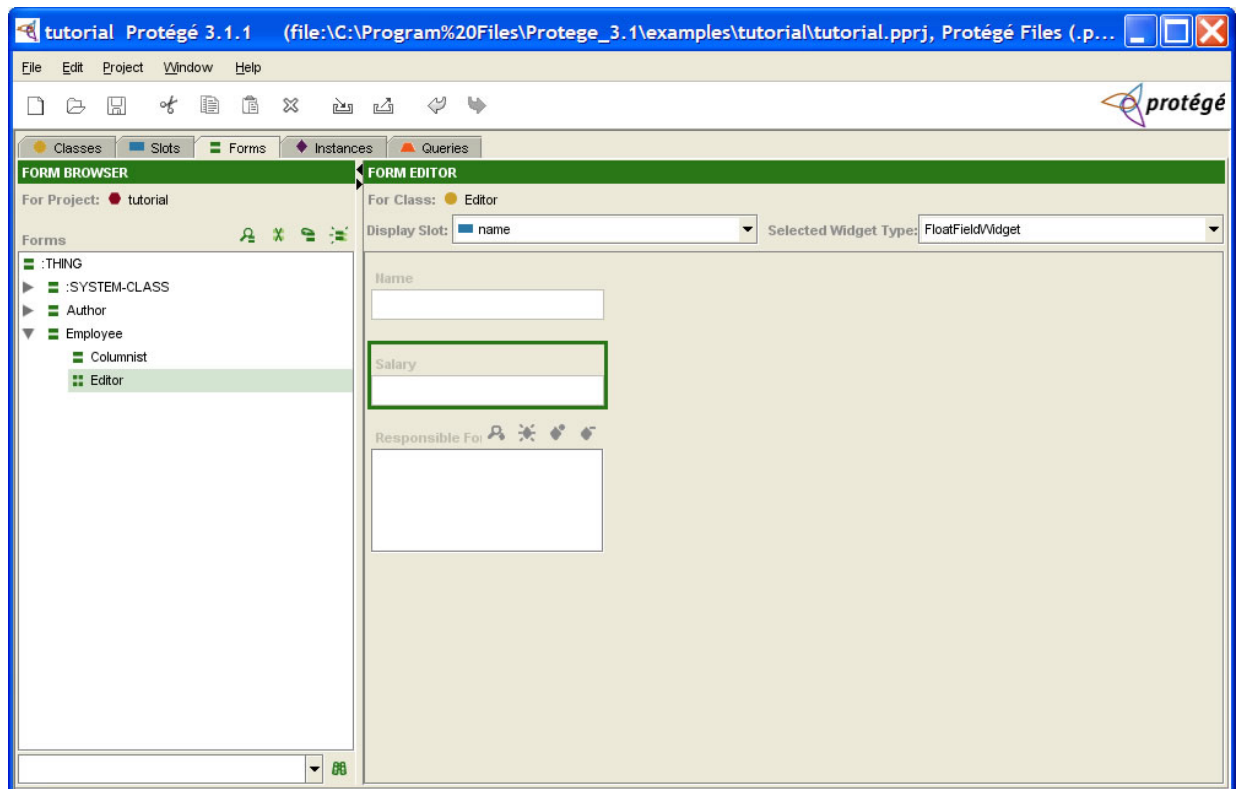 tutorial Protégé 3.1.1 (file:\C:\Program%20Files\Protege_3.1\examples\tutorial\tutorial.pprj, Protégé Files (.p...
File Edit Project Window Help
protégé
Classes Slots Forms Instances Queries
FORM BROWSER
For Project: tutorial
Forms
:THING
:SYSTEM-CLASS
Author
Employee
Columnist
Editor
FORM EDITOR
For Class: Editor
Display Slot: name Selected Widget Type: FloatFieldWidget
Name
Salary
Responsible For